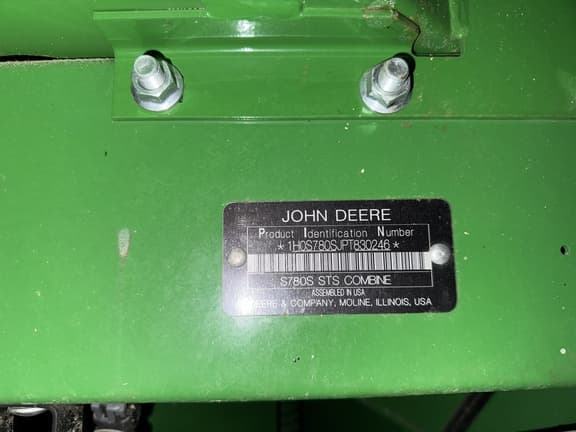 JOHN DEERE
Product Identification Number
*1H0S780SJPT830246*
S780S STS COMBINE
ASSEMBLED IN USA
DEERE & COMPANY, MOLINE, ILLINOIS, USA